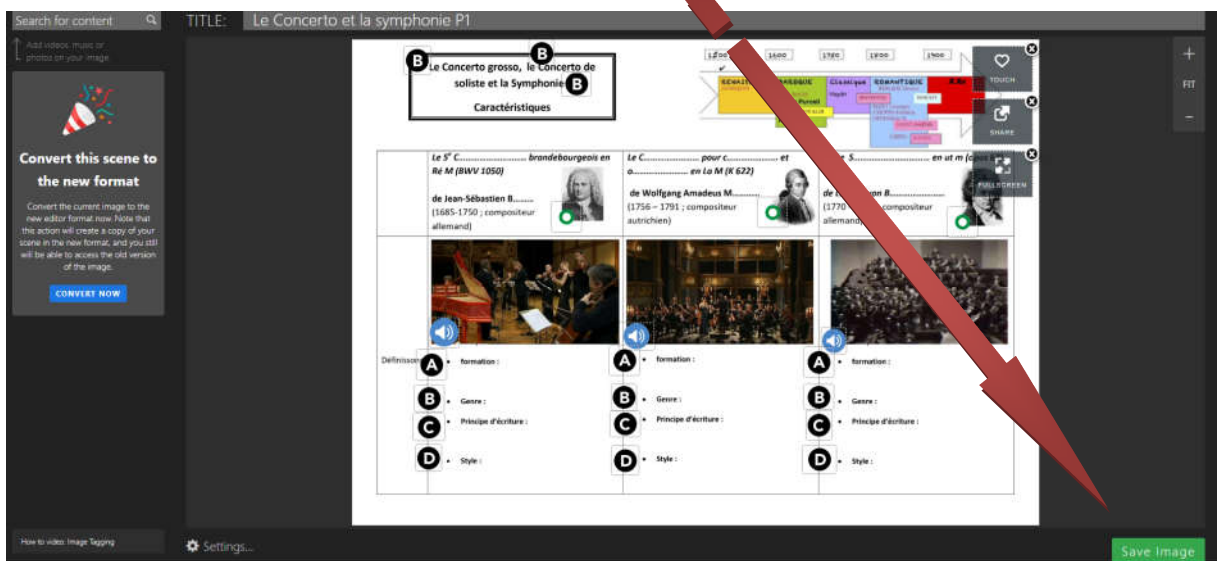 Search for content
TITLE: Le Concerto et la symphonie P1
Add videos, music or
photos on your image
Convert this scene to
the new format
Convert the current image to the
new editor format now. Note that
this action will create a copy of your
scene in the new format, and you still
will be able to access the old version
of the image.
CONVERT NOW
How to video: Image Tagging
Settings...
Save Image
+
FIT
-
TOUCH
SHARE
FULLSCREEN
B
B
B
Le Concerto grosso, le Concerto de
soliste et la Symphonie
Caractéristiques
1600 1800 1900
BAROQUE Classique ROMANTIQUE
Haydn
Purcell
Le 5e C........................ brandebourgeois en
Ré M (BWV 1050)
de Jean-Sébastien B.........
(1685-1750 ; compositeur
allemand)
Le C.................. pour c.................. et
o........................ en La M (K 622)
de Wolfgang Amadeus M...........
(1756 – 1791 ; compositeur
autrichien)
S........................ en ut m
B........................
(1770 compositeur
allemand)
A • formation :
B • Genre :
C • Principe d'écriture :
D • Style :
A • formation :
B • Genre :
C • Principe d'écriture :
D • Style :
A • formation :
B • Genre :
C • Principe d'écriture :
D • Style :